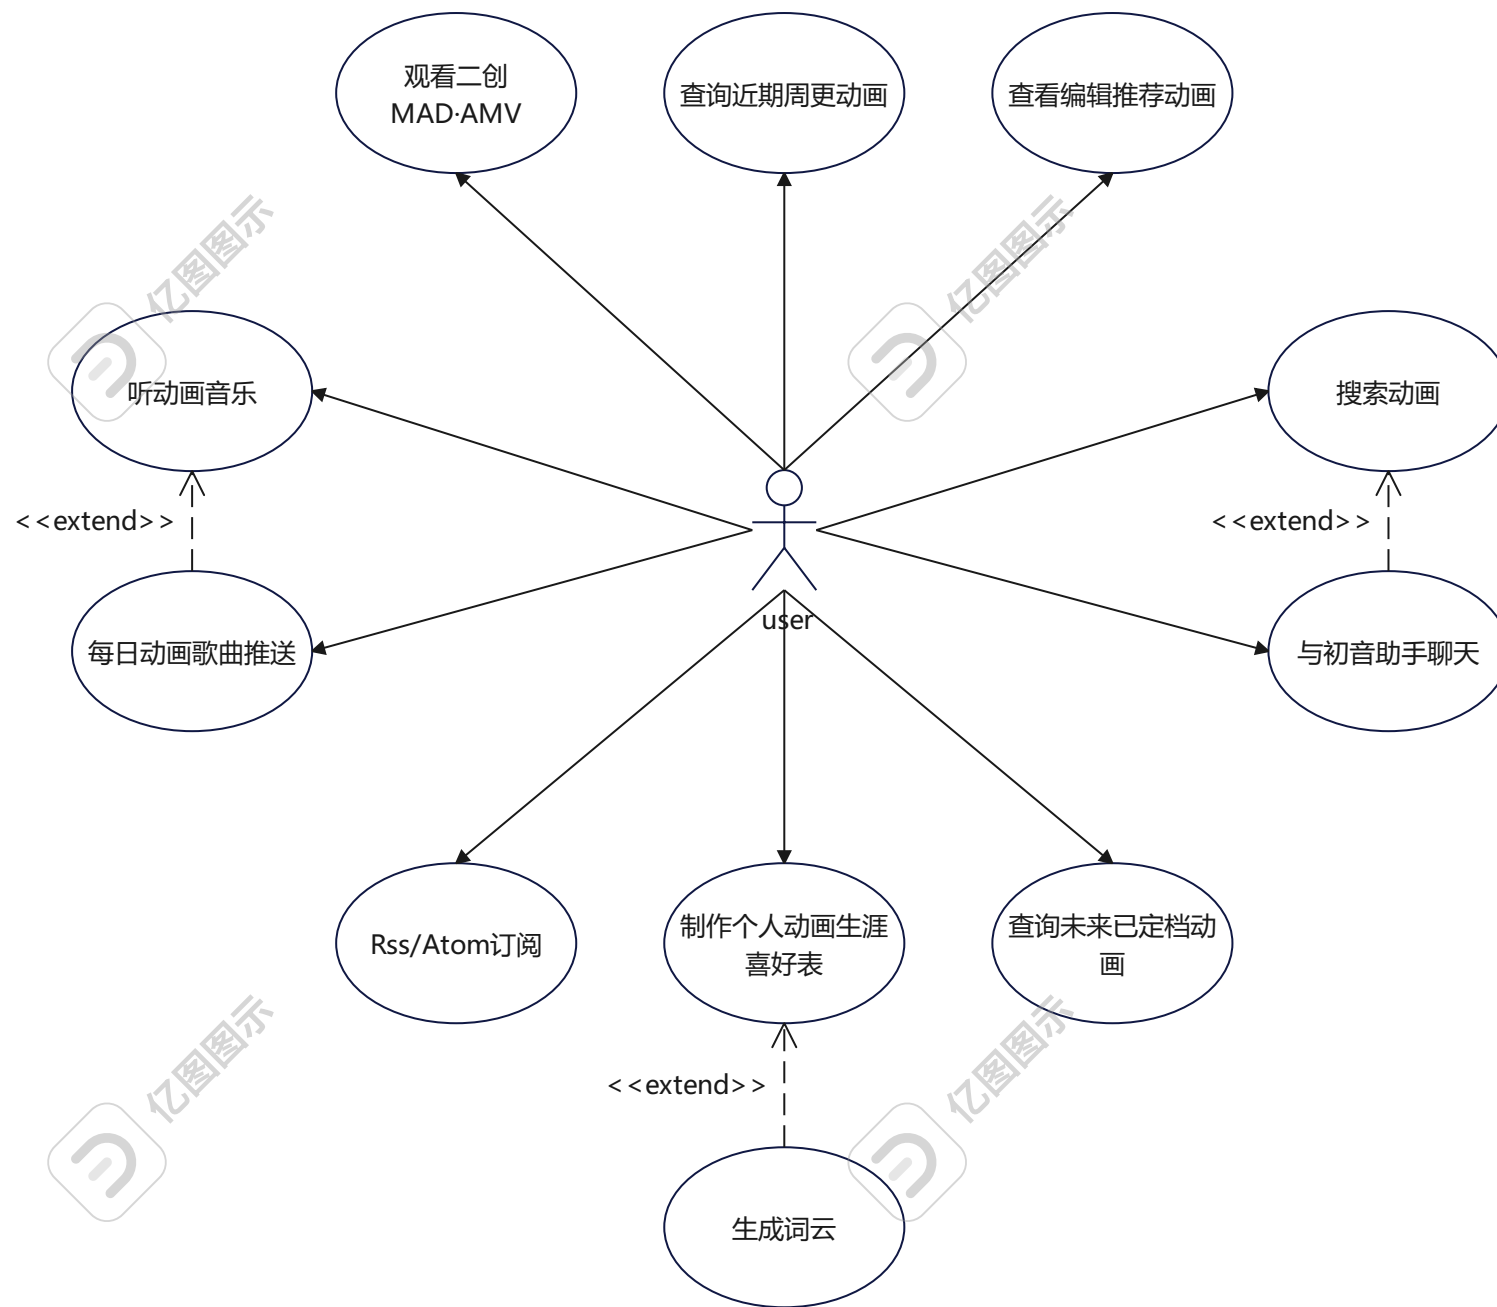 观看二创
MAD·AMV
查询近期周更动画
查看编辑推荐动画
亿图图示
亿图图示
听动画音乐
搜索动画
<<extend>>
<<extend>>
user
每日动画歌曲推送
与初音助手聊天
Rss/Atom订阅
制作个人动画生涯
喜好表
查询未来已定档动
画
亿图图示
亿图图示
<<extend>>
生成词云